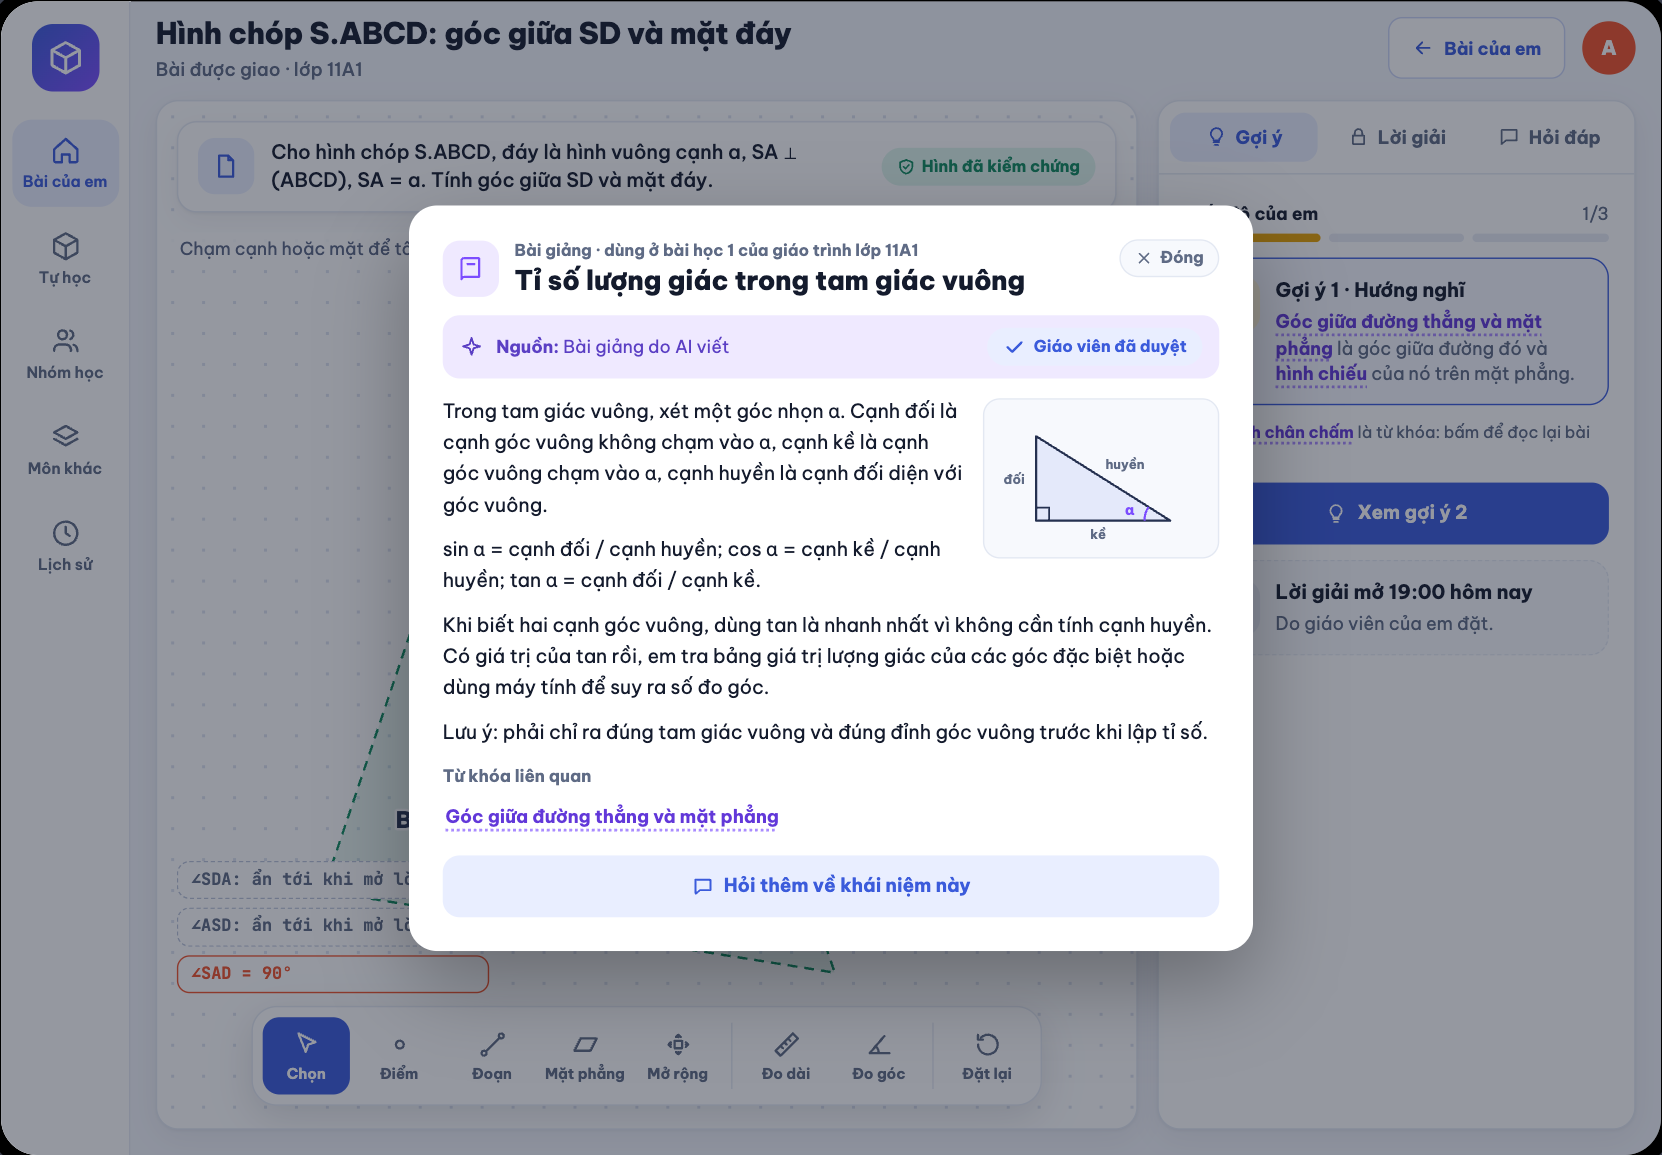 Hình chóp S.ABCD: góc giữa SD và mặt đáy
Bài được giao · lớp 11A1
Bài của em
A
Bài của em
Tự học
Nhóm học
Môn khác
Lịch sử
Cho hình chóp S.ABCD, đáy là hình vuông cạnh a, SA ⊥
(ABCD), SA = a. Tính góc giữa SD và mặt đáy.
Hình đã kiểm chứng
Chạm cạnh hoặc mặt để
B
∠SDA: ẩn tới khi mở
∠ASD: ẩn tới khi mở
∠SAD = 90°
Chọn
Điểm
Đoạn
Mặt phẳng
Mở rộng
Đo dài
Đo góc
Đặt lại
Gợi ý
Lời giải
Hỏi đáp
của em
1/3
Gợi ý 1 · Hướng nghĩ
Góc giữa đường thẳng và mặt
phẳng là góc giữa đường đó và
hình chiếu của nó trên mặt phẳng.
chân chấm là từ khóa: bấm để đọc lại bài
Xem gợi ý 2
Lời giải mở 19:00 hôm nay
Do giáo viên của em đặt.
Bài giảng · dùng ở bài học 1 của giáo trình lớp 11A1
Tỉ số lượng giác trong tam giác vuông
Đóng
Nguồn: Bài giảng do AI viết
Giáo viên đã duyệt
Trong tam giác vuông, xét một góc nhọn α. Cạnh đối là
cạnh góc vuông không chạm vào α, cạnh kề là cạnh
góc vuông chạm vào α, cạnh huyền là cạnh đối diện với
góc vuông.
sin α = cạnh đối / cạnh huyền; cos α = cạnh kề / cạnh
huyền; tan α = cạnh đối / cạnh kề.
đối
huyền
α
kề
Khi biết hai cạnh góc vuông, dùng tan là nhanh nhất vì không cần tính cạnh huyền.
Có giá trị của tan rồi, em tra bảng giá trị lượng giác của các góc đặc biệt hoặc
dùng máy tính để suy ra số đo góc.
Lưu ý: phải chỉ ra đúng tam giác vuông và đúng đỉnh góc vuông trước khi lập tỉ số.
Từ khóa liên quan
Góc giữa đường thẳng và mặt phẳng
Hỏi thêm về khái niệm này